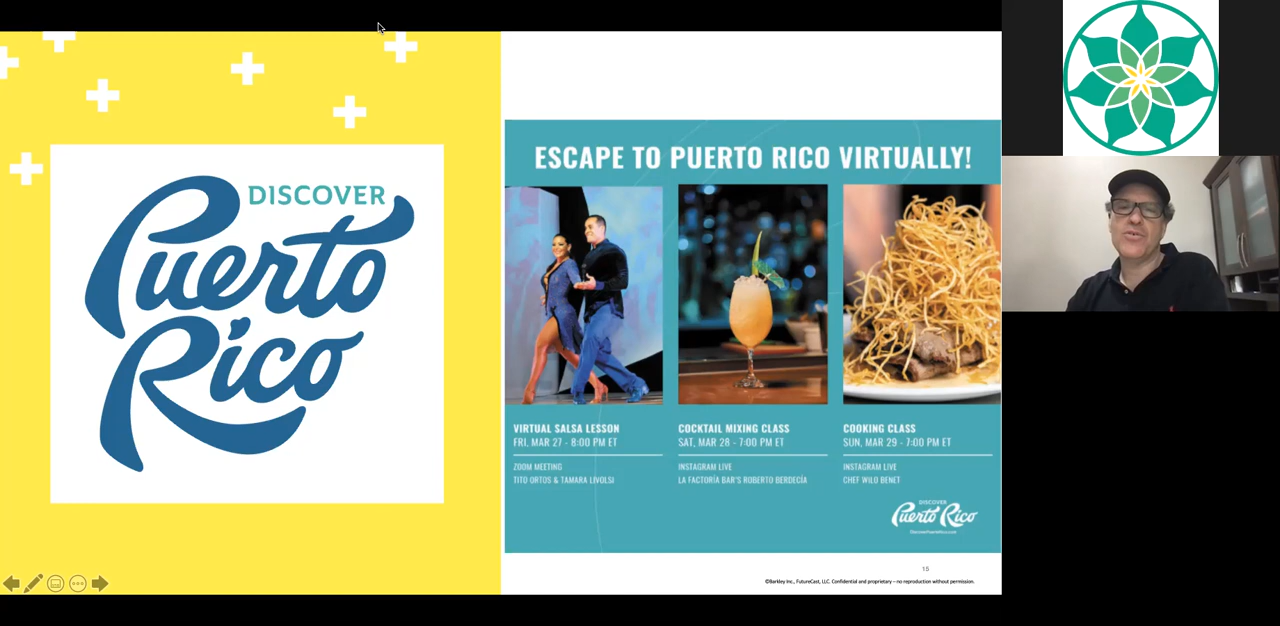 DISCOVER
Puerto
Rico
ESCAPE TO PUERTO RICO VIRTUALLY!
VIRTUAL SALSA LESSON
FRI, MAR 27 - 8:00 PM ET
ZOOM MEETING
TITO ORTOS & TAMARA LIVOLSI
COCKTAIL MIXING CLASS
SAT, MAR 28 - 7:00 PM ET
INSTAGRAM LIVE
LA FACTORÍA BAR'S ROBERTO BERDECÍA
COOKING CLASS
SUN, MAR 29 - 7:00 PM ET
INSTAGRAM LIVE
CHEF WILO BENET
DISCOVER
Puerto Rico
DiscoverPuertoRico.com
15
©Barkley Inc., FutureCast, LLC. Confidential and proprietary – no reproduction without permission.